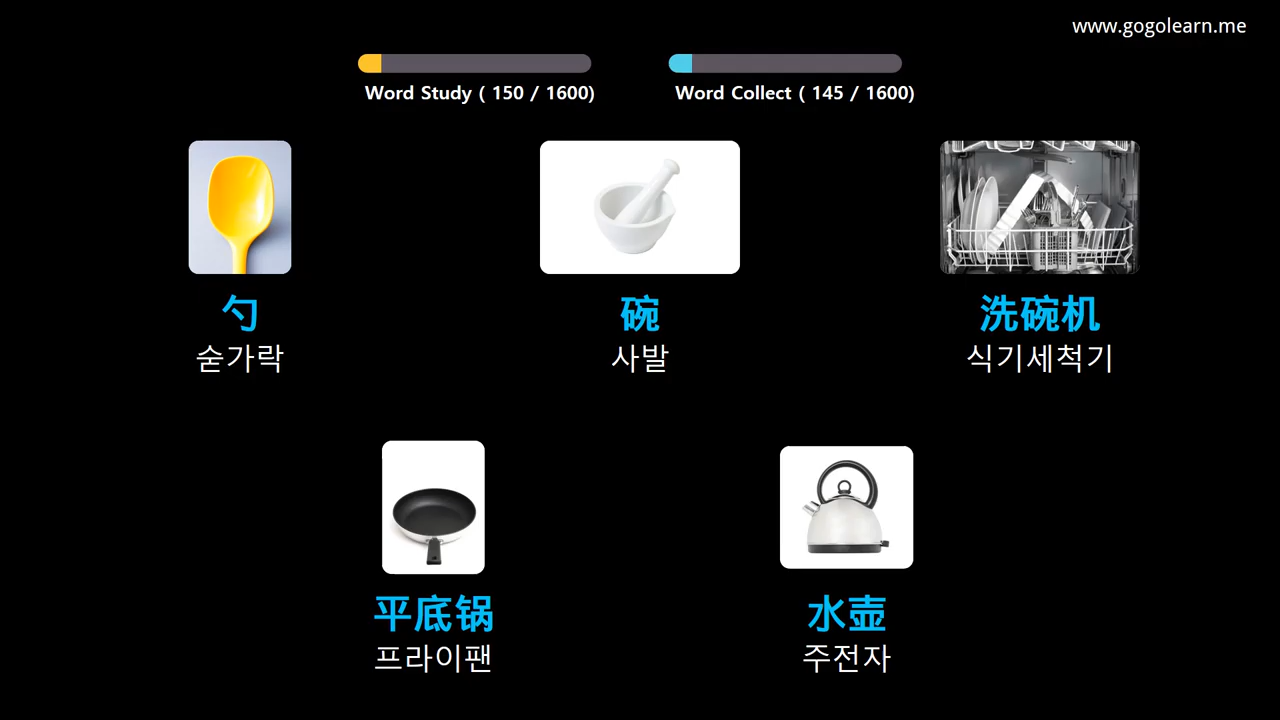 www.gogolearn.me
Word Study ( 150 / 1600)
Word Collect ( 145 / 1600)
勺
숟가락
碗
사발
洗碗机
식기세척기
平底锅
프라이팬
水壶
주전자